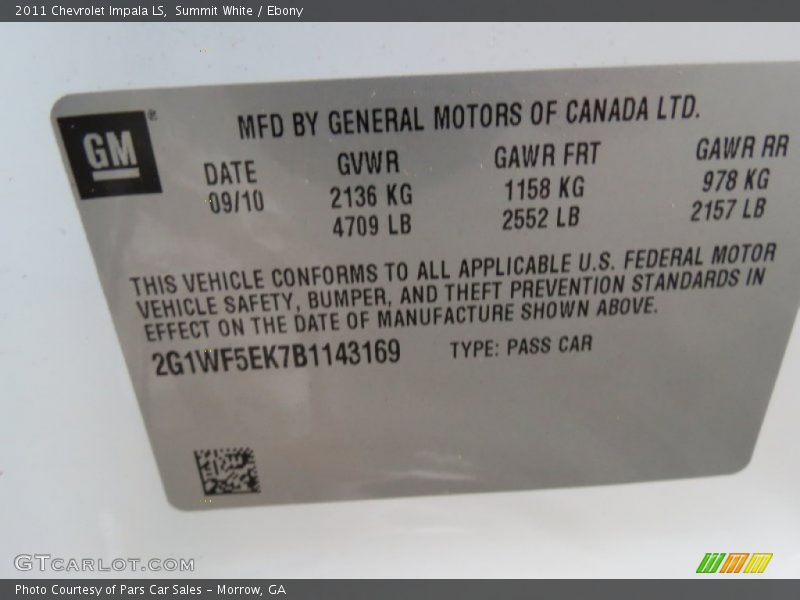 2011 Chevrolet Impala LS, Summit White / Ebony
GM®
MFD BY GENERAL MOTORS OF CANADA LTD.
DATE GVWR GAWR FRT GAWR RR
09/10 2136 KG 1158 KG 978 KG
4709 LB 2552 LB 2157 LB
THIS VEHICLE CONFORMS TO ALL APPLICABLE U.S. FEDERAL MOTOR
VEHICLE SAFETY, BUMPER, AND THEFT PREVENTION STANDARDS IN
EFFECT ON THE DATE OF MANUFACTURE SHOWN ABOVE.
2G1WF5EK7B1143169 TYPE: PASS CAR
GTCARLOT.COM
Photo Courtesy of Pars Car Sales - Morrow, GA